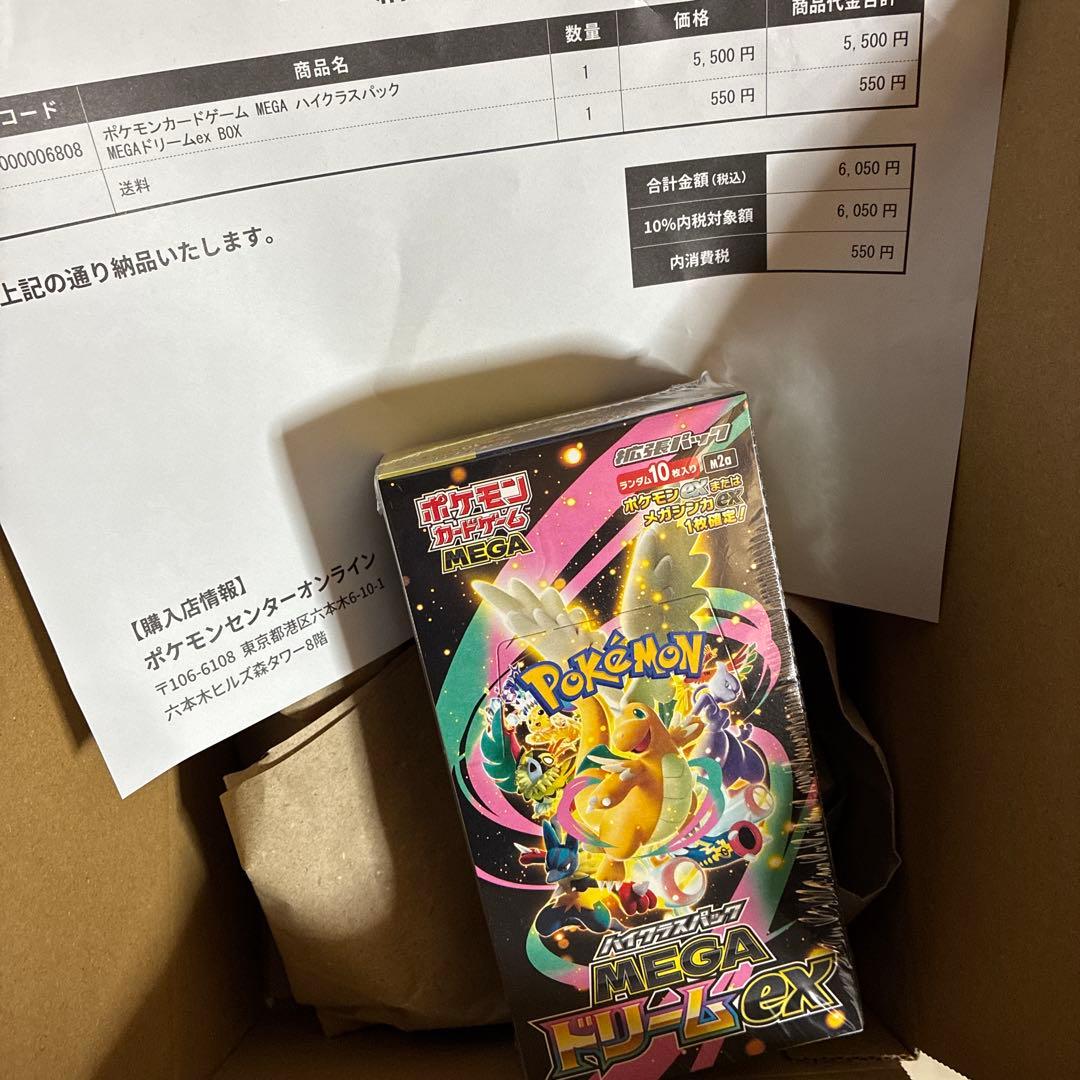 コード 商品名 数量 価格 商品代金合計
000006808 ポケモンカードゲーム MEGA ハイクラスパック 1 5,500 円 5,500 円
MEGAドリームex BOX
送料 1 550 円 550 円
合計金額(税込) 6,050 円
10%内税対象額 6,050 円
内消費税 550 円
上記の通り納品いたします。
【購入店情報】
ポケモンセンターオンライン
〒106-6108 東京都港区六本木6-10-1
六本木ヒルズ森タワー8階
拡張パック
ランダム10枚入り M2a
ポケモンexまたは
メガシンカex
1枚確定!
ポケモン
カードゲーム
MEGA
POKÉMON
ハイクラスパック
MEGA
ドリームex